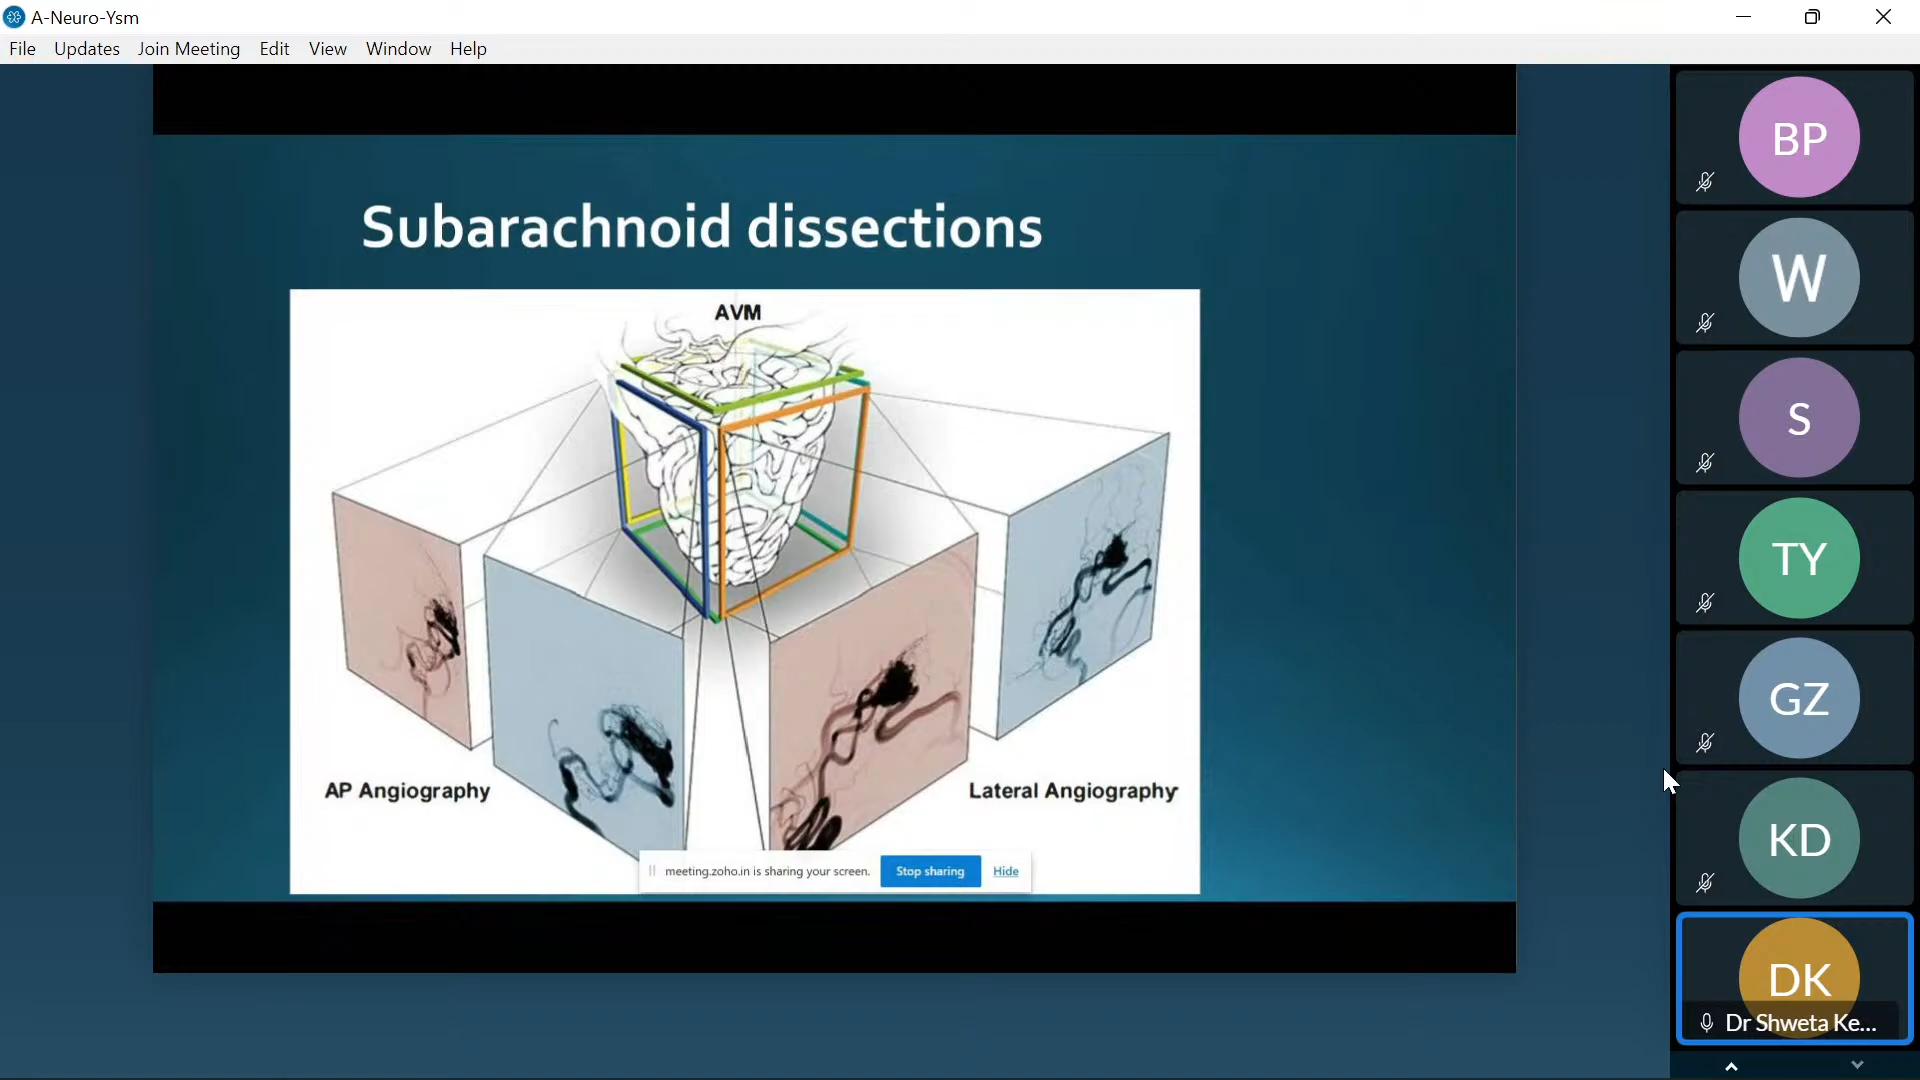 A-Neuro-Ysm
File Updates Join Meeting Edit View Window Help
Subarachnoid dissections
AVM
AP Angiography
Lateral Angiography
meeting.zoho.in is sharing your screen. Stop sharing Hide
BP
W
S
TY
GZ
KD
DK
Dr Shweta Ke...